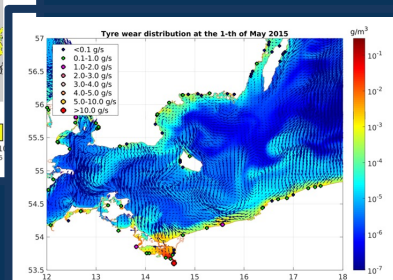 Tyre wear distribution at the 1-th of May 2015
g/m3
57
56.5
56
55.5
55
54.5
54
53.5
12 13 14 15 16 17 18
<0.1 g/s
0.1-1.0 g/s
1.0-2.0 g/s
2.0-3.0 g/s
3.0-4.0 g/s
4.0-5.0 g/s
5.0-10.0 g/s
>10.0 g/s
10-1
10-2
10-3
10-4
10-5
10-6
10-7